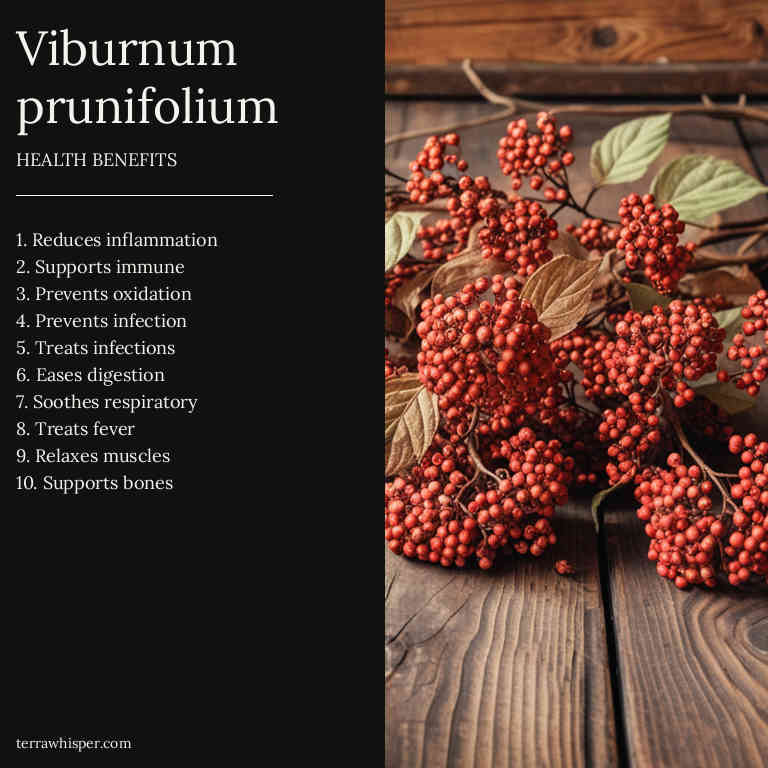 Viburnum
prunifolium
HEALTH BENEFITS
1. Reduces inflammation
2. Supports immune
3. Prevents oxidation
4. Prevents infection
5. Treats infections
6. Eases digestion
7. Soothes respiratory
8. Treats fever
9. Relaxes muscles
10. Supports bones
terrawhisper.com